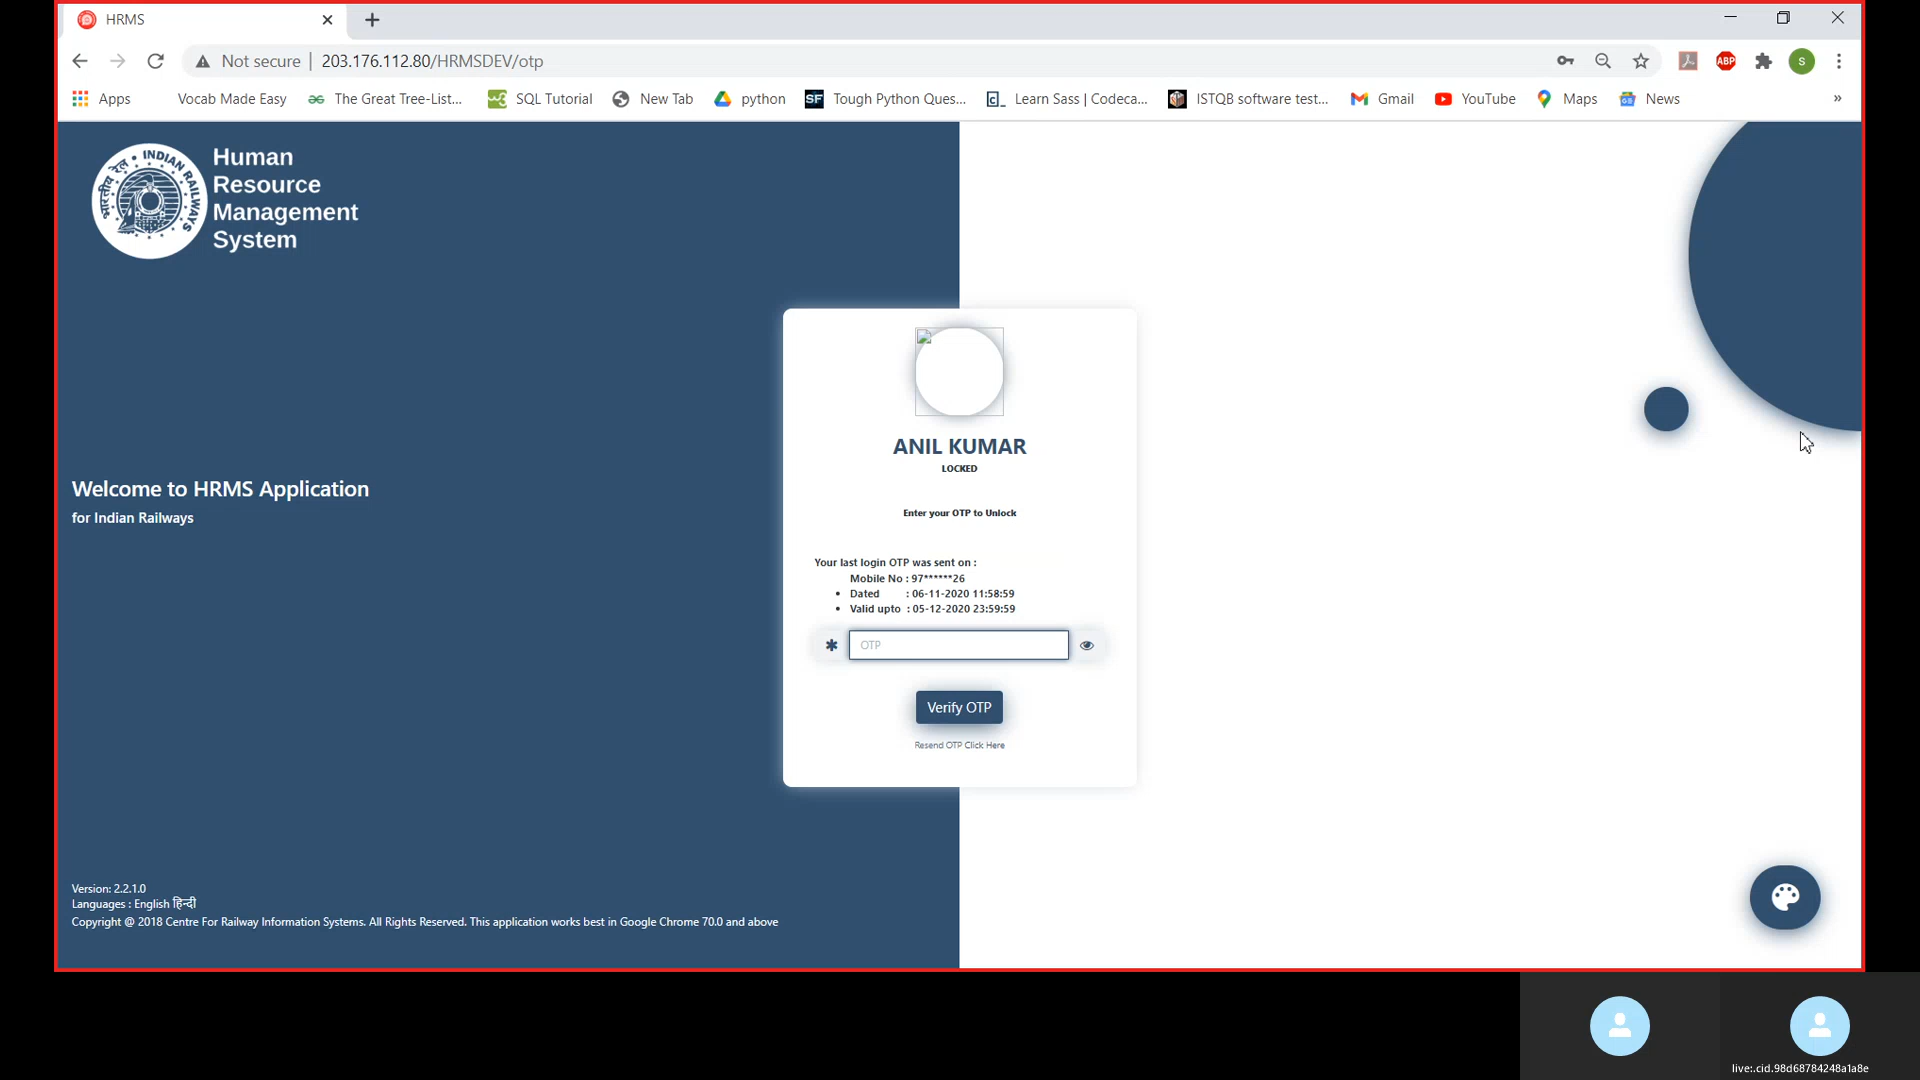 HRMS
Not secure | 203.176.112.80/HRMSDEV/otp
ABP
S
Apps Vocab Made Easy The Great Tree-List... SQL Tutorial New Tab python SF Tough Python Ques... Learn Sass | Codeca... ISTQB software test... Gmail YouTube Maps News »
भारतीय रेल • INDIAN RAILWAYS
Human
Resource
Management
System
ANIL KUMAR
LOCKED
Enter your OTP to Unlock
Your last login OTP was sent on :
Mobile No : 97******26
• Dated : 06-11-2020 11:58:59
• Valid upto : 05-12-2020 23:59:59
OTP
Verify OTP
Resend OTP Click Here
Welcome to HRMS Application
for Indian Railways
Version: 2.2.1.0
Languages : English हिन्दी
Copyright @ 2018 Centre For Railway Information Systems. All Rights Reserved. This application works best in Google Chrome 70.0 and above
live:.cid.98d68784248a1a8e